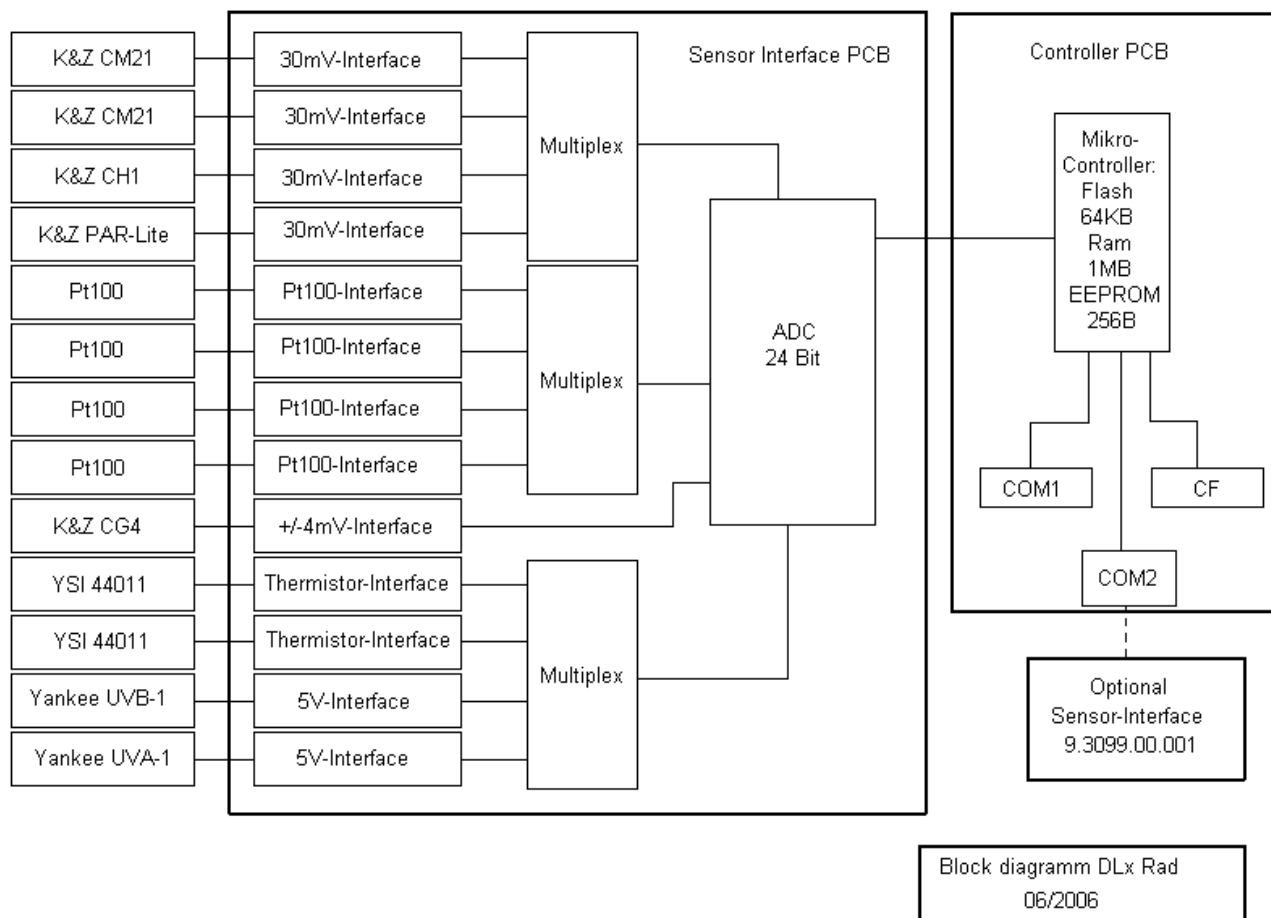 K&Z CM21
K&Z CM21
K&Z CH1
K&Z PAR-Lite
Pt100
Pt100
Pt100
Pt100
K&Z CG4
YSI 44011
YSI 44011
Yankee UVB-1
Yankee UVA-1
30mV-Interface
30mV-Interface
30mV-Interface
30mV-Interface
Pt100-Interface
Pt100-Interface
Pt100-Interface
Pt100-Interface
+/-4mV-Interface
Thermistor-Interface
Thermistor-Interface
5V-Interface
5V-Interface
Multiplex
Multiplex
Multiplex
Sensor Interface PCB
ADC
24 Bit
Controller PCB
Mikro-
Controller:
Flash
64KB
Ram
1MB
EEPROM
256B
COM1
CF
COM2
Optional
Sensor-Interface
9.3099.00.001
Block diagramm DLx Rad
06/2006